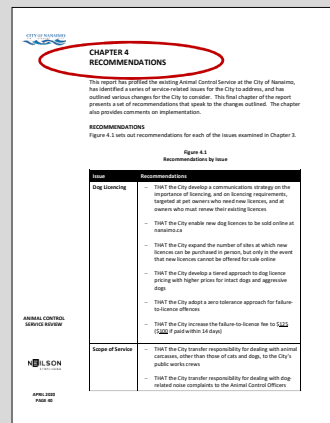 CITY OF NANAIMO
CHAPTER 4
RECOMMENDATIONS
This report has profiled the existing Animal Control Service at the City of Nanaimo,
has identified a series of service-related issues for the City to address, and has
outlined various changes for the City to consider. This final chapter of the report
presents a set of recommendations that speak to the changes outlined. The chapter
also provides comments on implementation.
RECOMMENDATIONS
Figure 4.1 sets out recommendations for each of the issues examined in Chapter 3.
Figure 4.1
Recommendations by Issue
Issue Recommendations
Dog Licencing – THAT the City develop a communications strategy on the
importance of licencing, and on licencing requirements,
targeted at pet owners who need new licences, and at
owners who must renew their existing licences
– THAT the City enable new dog licences to be sold online at
nanaimo.ca
– THAT the City expand the number of sites at which new
licences can be purchased in person, but only in the event
that new licences cannot be offered for sale online
– THAT the City develop a tiered approach to dog licence
pricing with higher prices for intact dogs and aggressive
dogs
– THAT the City adopt a zero tolerance approach for failure-
to-licence offences
– THAT the City increase the failure-to-licence fee to $125
($100 if paid within 14 days)
Scope of Service – THAT the City transfer responsibility for dealing with animal
carcasses, other than those of cats and dogs, to the City's
public works crews
– THAT the City transfer responsibility for dealing with dog-
related noise complaints to the Animal Control Officers
ANIMAL CONTROL
SERVICE REVIEW
NEILSON
APRIL 2020
PAGE 40